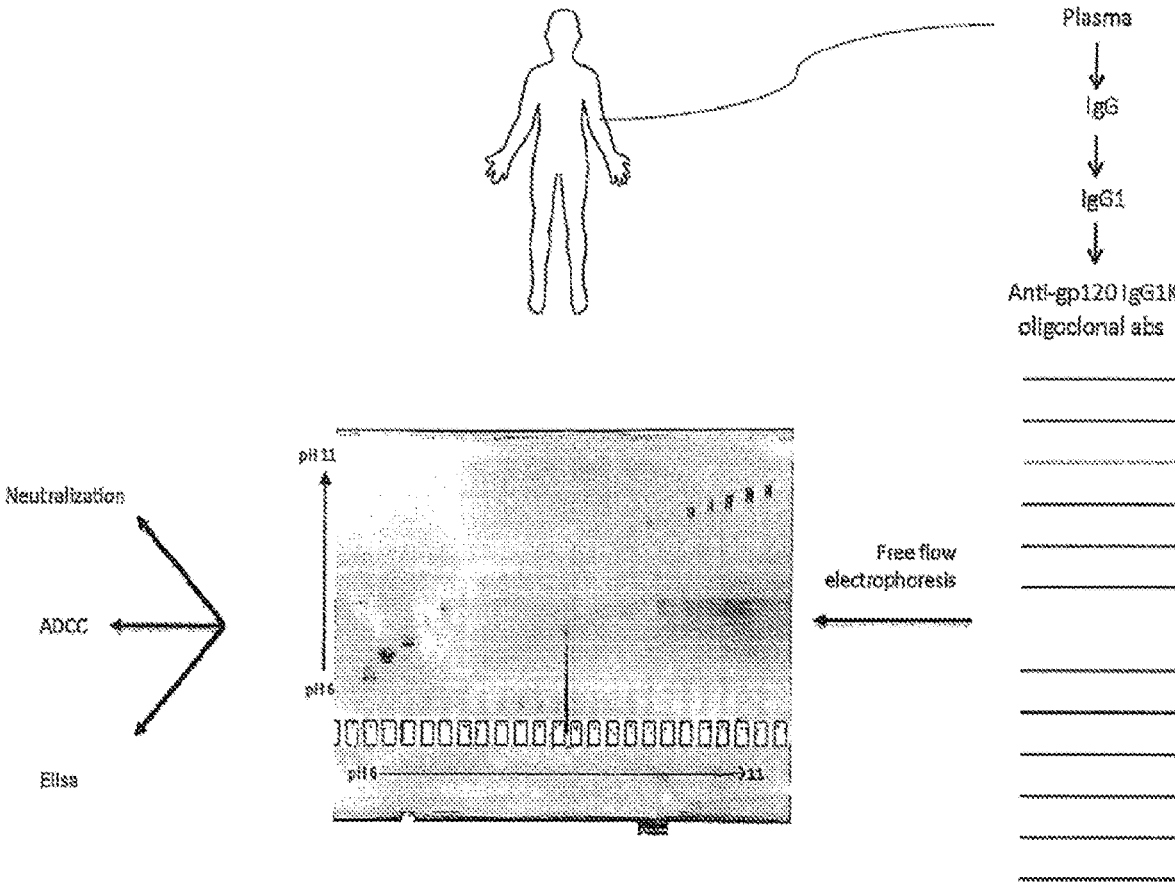 Plasma
IgG
IgG1
Anti-gp120 IgG1K
oligoclonal abs
Free flow
electrophoresis
pH 11
pH 6
pH 6
11
Neutralization
ADCC
Elisa